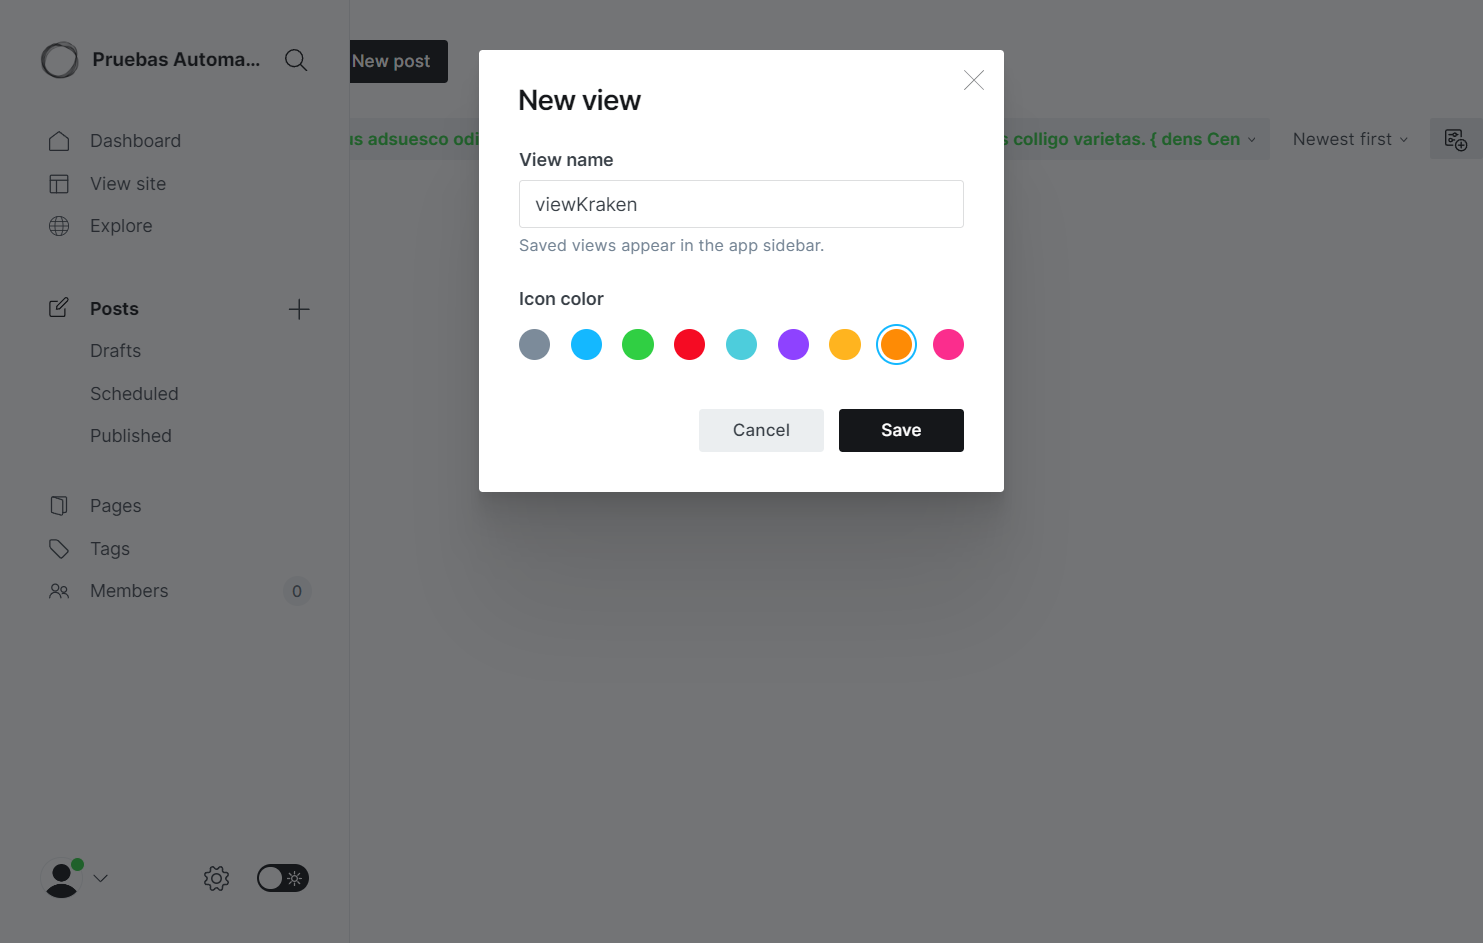 Pruebas Automa...
New post
us adsuesco odi
s colligo varietas. { dens Cen
Newest first
Dashboard
View site
Explore
Posts
Drafts
Scheduled
Published
Pages
Tags
Members
0
New view
View name
viewKraken
Saved views appear in the app sidebar.
Icon color
Cancel
Save